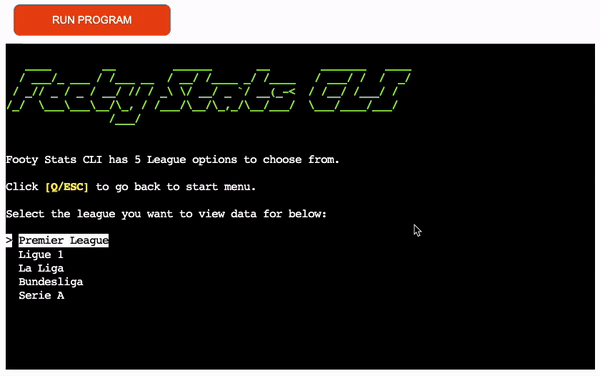 RUN PROGRAM
Footy Stats CLI
Footy Stats CLI has 5 League options to choose from.
Click [Q/ESC] to go back to start menu.
Select the league you want to view data for below:
> Premier League
Ligue 1
La Liga
Bundesliga
Serie A